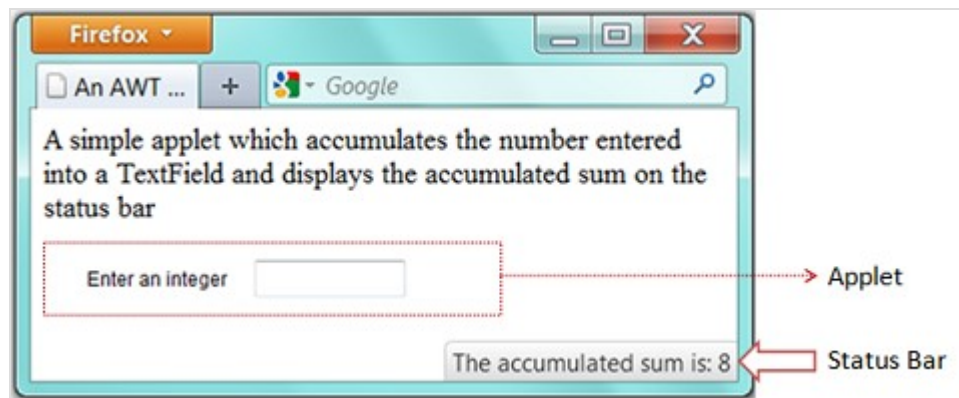 Firefox
An AWT ...
+
Google
A simple applet which accumulates the number entered
into a TextField and displays the accumulated sum on the
status bar
Enter an integer
Applet
The accumulated sum is: 8
Status Bar